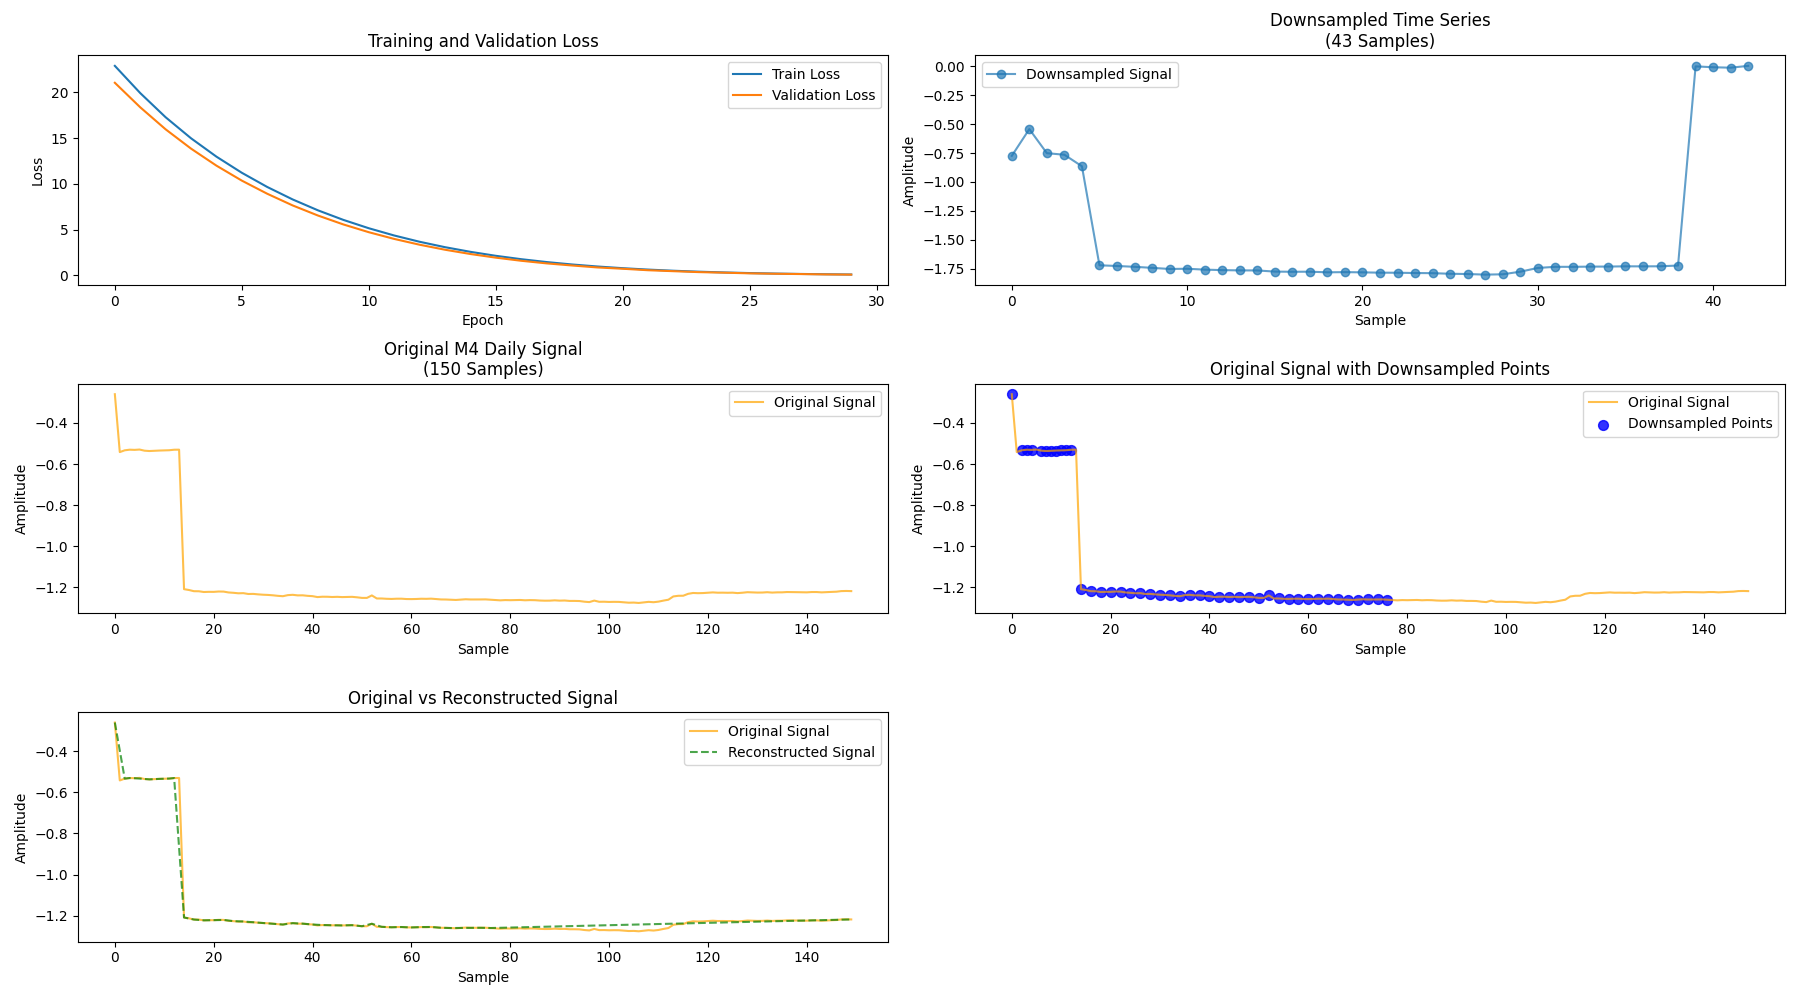 Training and Validation Loss
Train Loss
Validation Loss
20
15
10
5
0
Loss
0 5 10 15 20 25 30
Epoch
Downsampled Time Series
(43 Samples)
Downsampled Signal
0.00
−0.25
−0.50
−0.75
−1.00
−1.25
−1.50
−1.75
Amplitude
0 10 20 30 40
Sample
Original M4 Daily Signal
(150 Samples)
Original Signal
−0.4
−0.6
−0.8
−1.0
−1.2
Amplitude
0 20 40 60 80 100 120 140
Sample
Original Signal with Downsampled Points
Original Signal
Downsampled Points
−0.4
−0.6
−0.8
−1.0
−1.2
Amplitude
0 20 40 60 80 100 120 140
Sample
Original vs Reconstructed Signal
Original Signal
Reconstructed Signal
−0.4
−0.6
−0.8
−1.0
−1.2
Amplitude
0 20 40 60 80 100 120 140
Sample